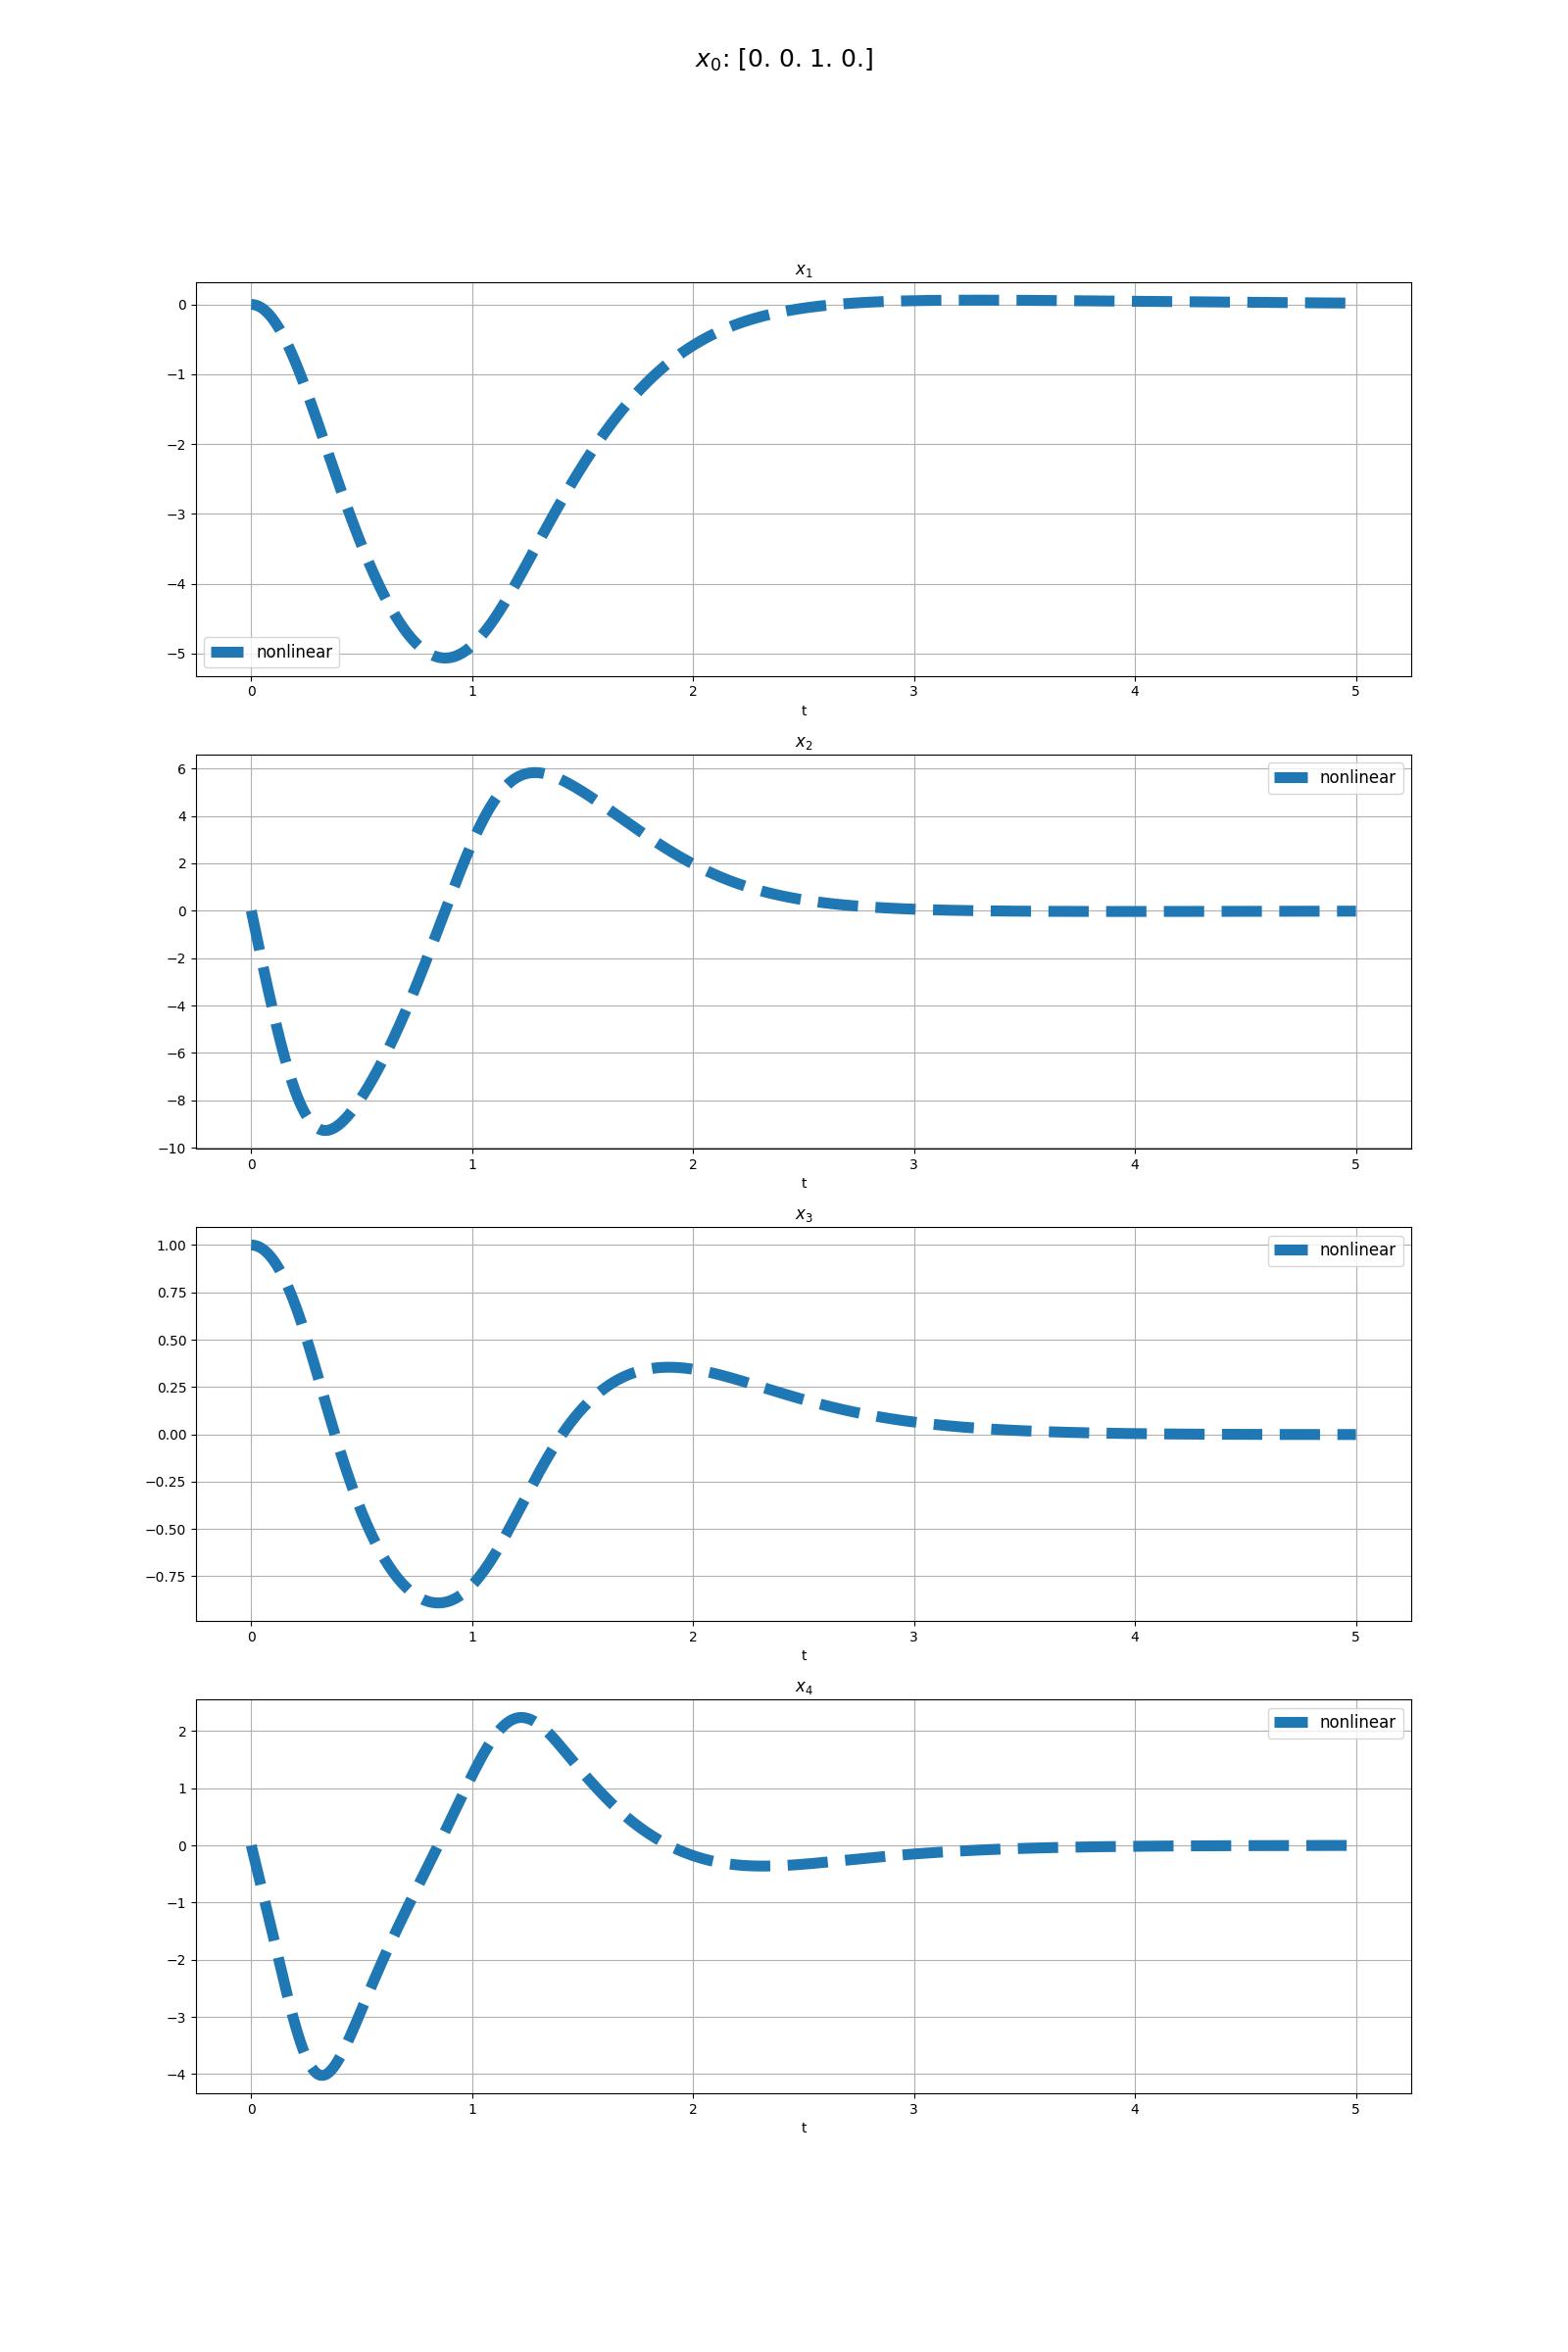 x₀: [0. 0. 1. 0.]
x₁
0
−1
−2
−3
−4
−5
nonlinear
0 1 2 3 4 5
t
x₂
6
4
2
0
−2
−4
−6
−8
−10
nonlinear
0 1 2 3 4 5
t
x₃
1.00
0.75
0.50
0.25
0.00
−0.25
−0.50
−0.75
nonlinear
0 1 2 3 4 5
t
x₄
2
1
0
−1
−2
−3
−4
nonlinear
0 1 2 3 4 5
t